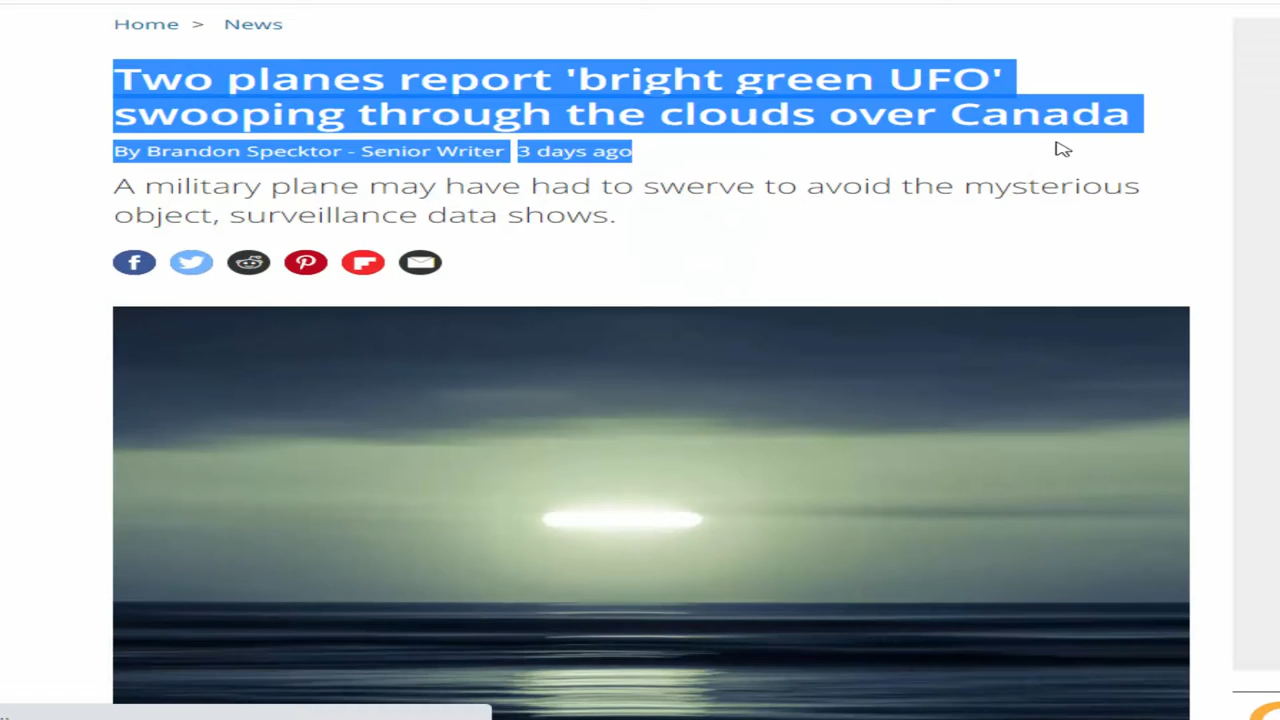 Home > News
Two planes report 'bright green UFO'
swooping through the clouds over Canada
By Brandon Specktor - Senior Writer 3 days ago
A military plane may have had to swerve to avoid the mysterious
object, surveillance data shows.